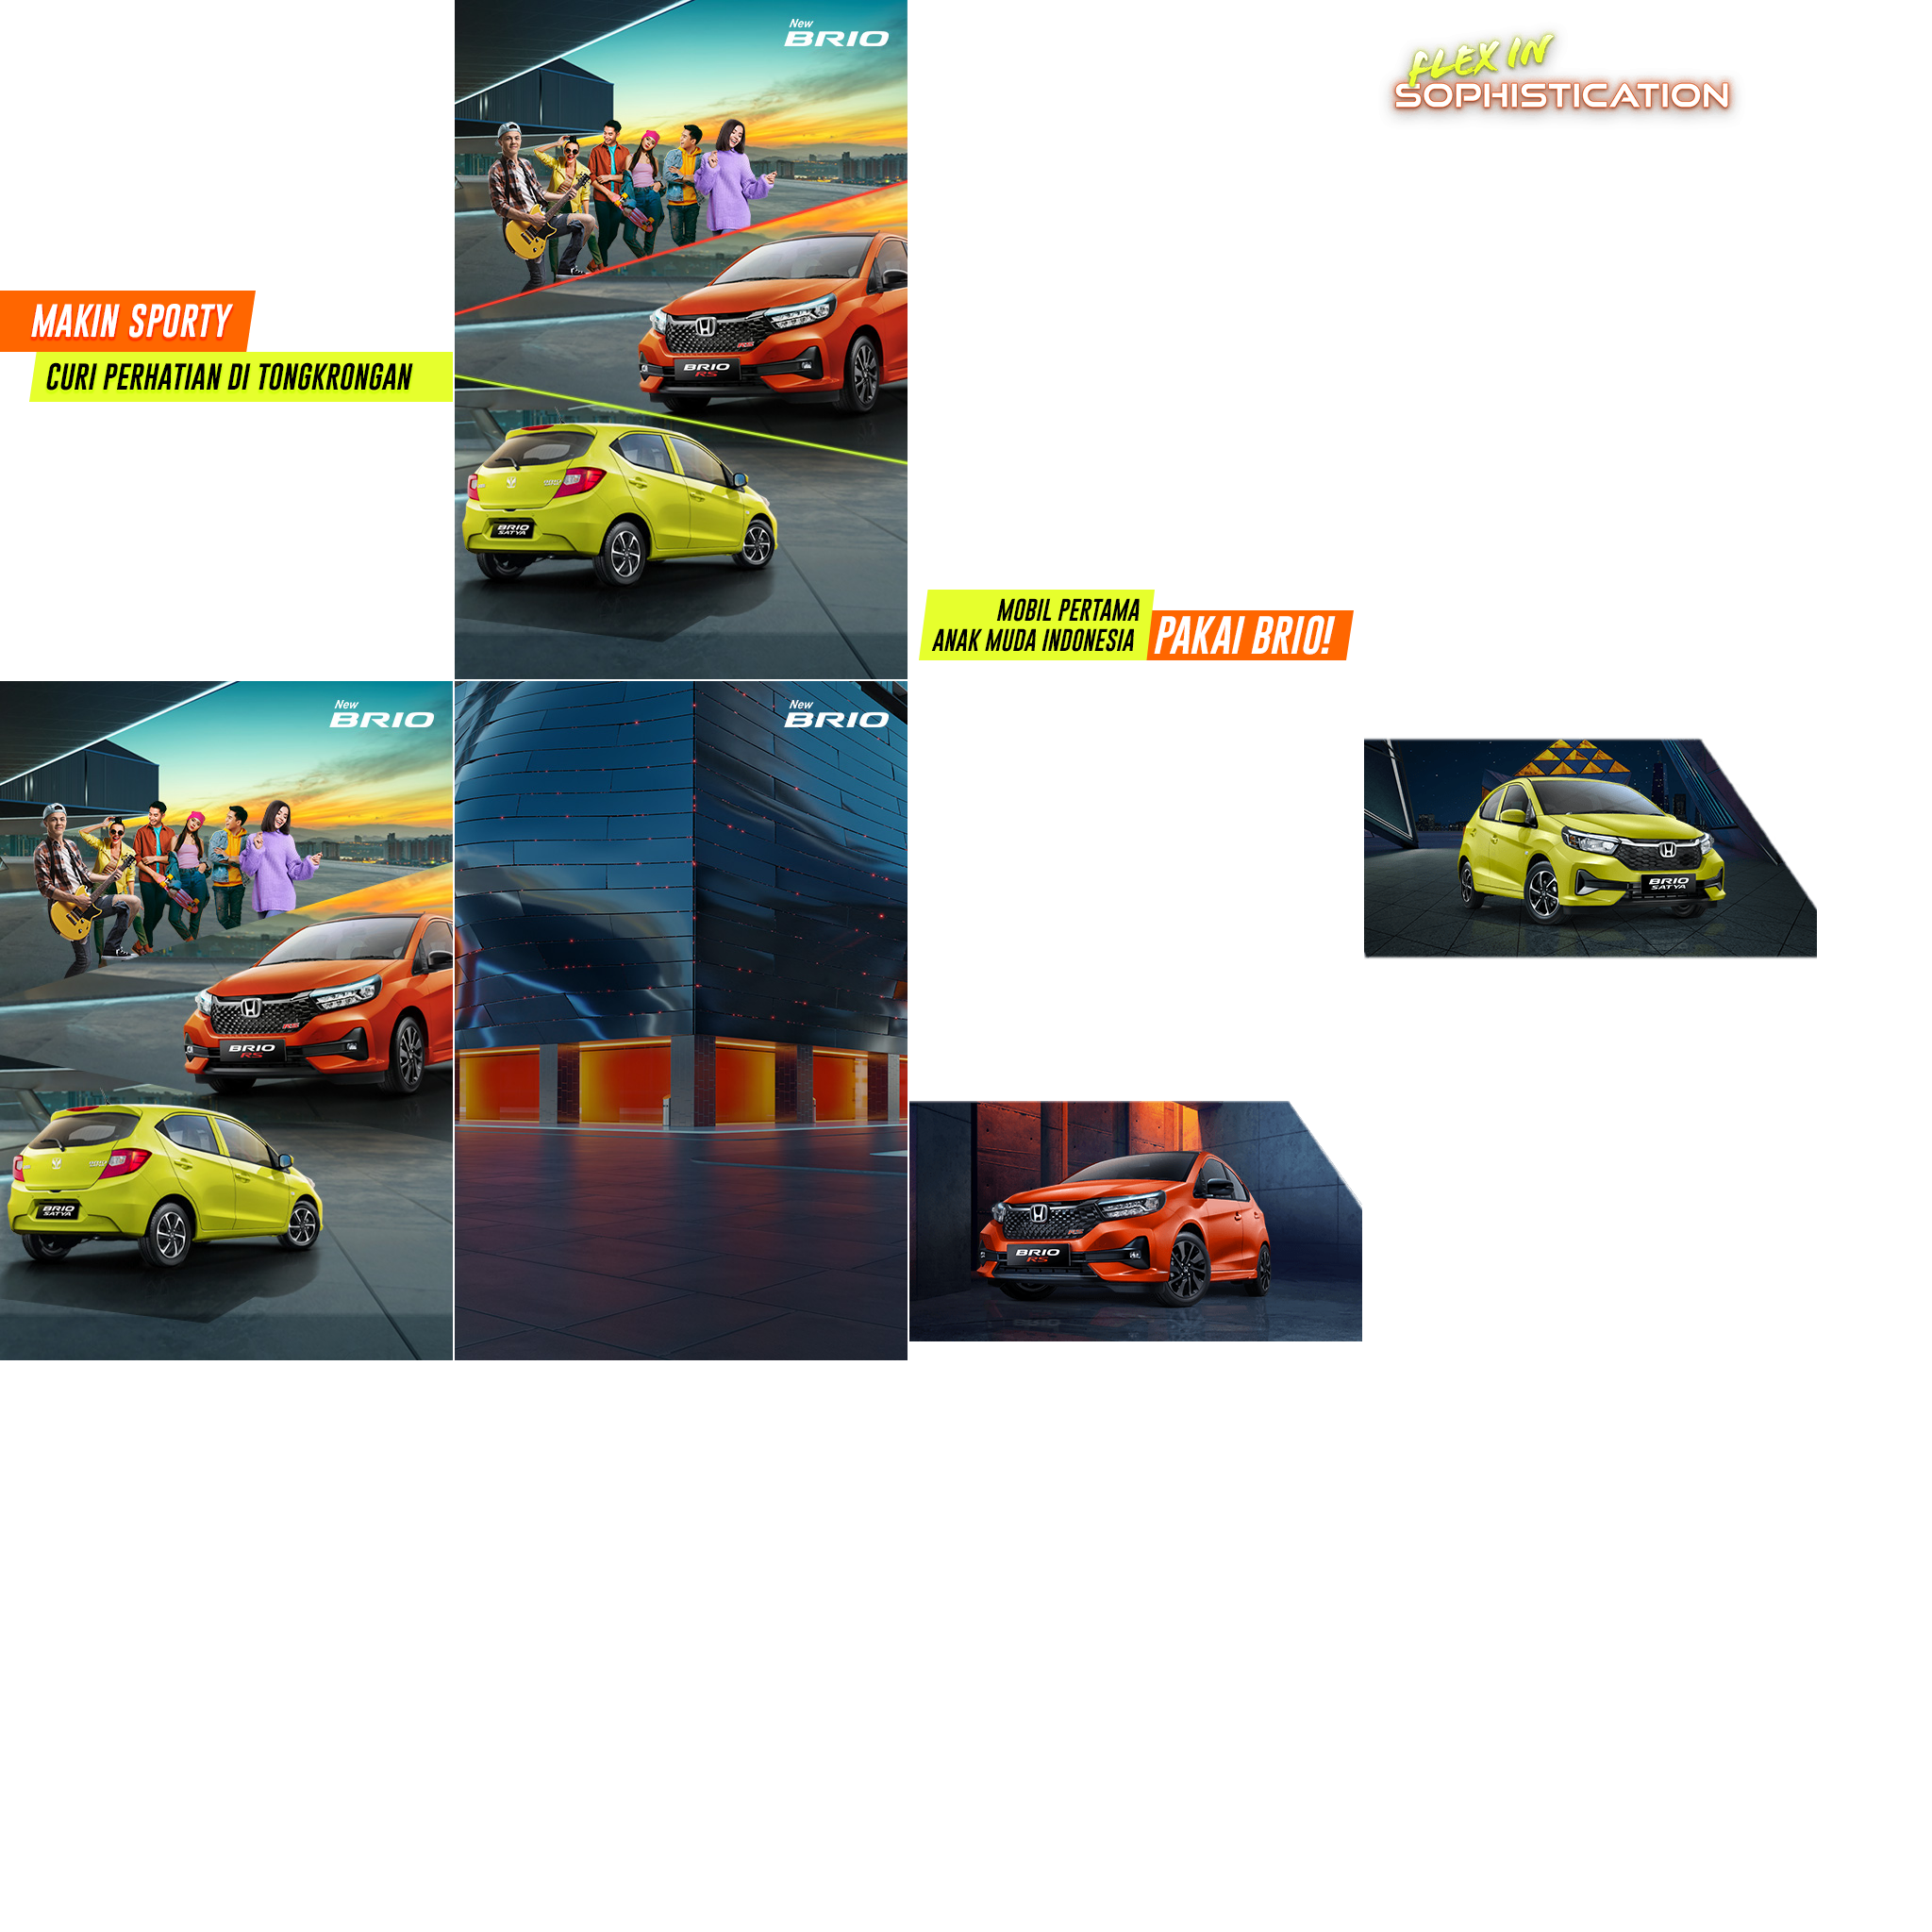 New
BRIO
FLEX IN
SOPHISTICATION
MAKIN SPORTY
CURI PERHATIAN DI TONGKRONGAN
BRIO
RS
BRIO
SATYA
MOBIL PERTAMA
ANAK MUDA INDONESIA
PAKAI BRIO!
New
BRIO
New
BRIO
BRIO
SATYA
BRIO
RS
BRIO
SATYA
BRIO
RS